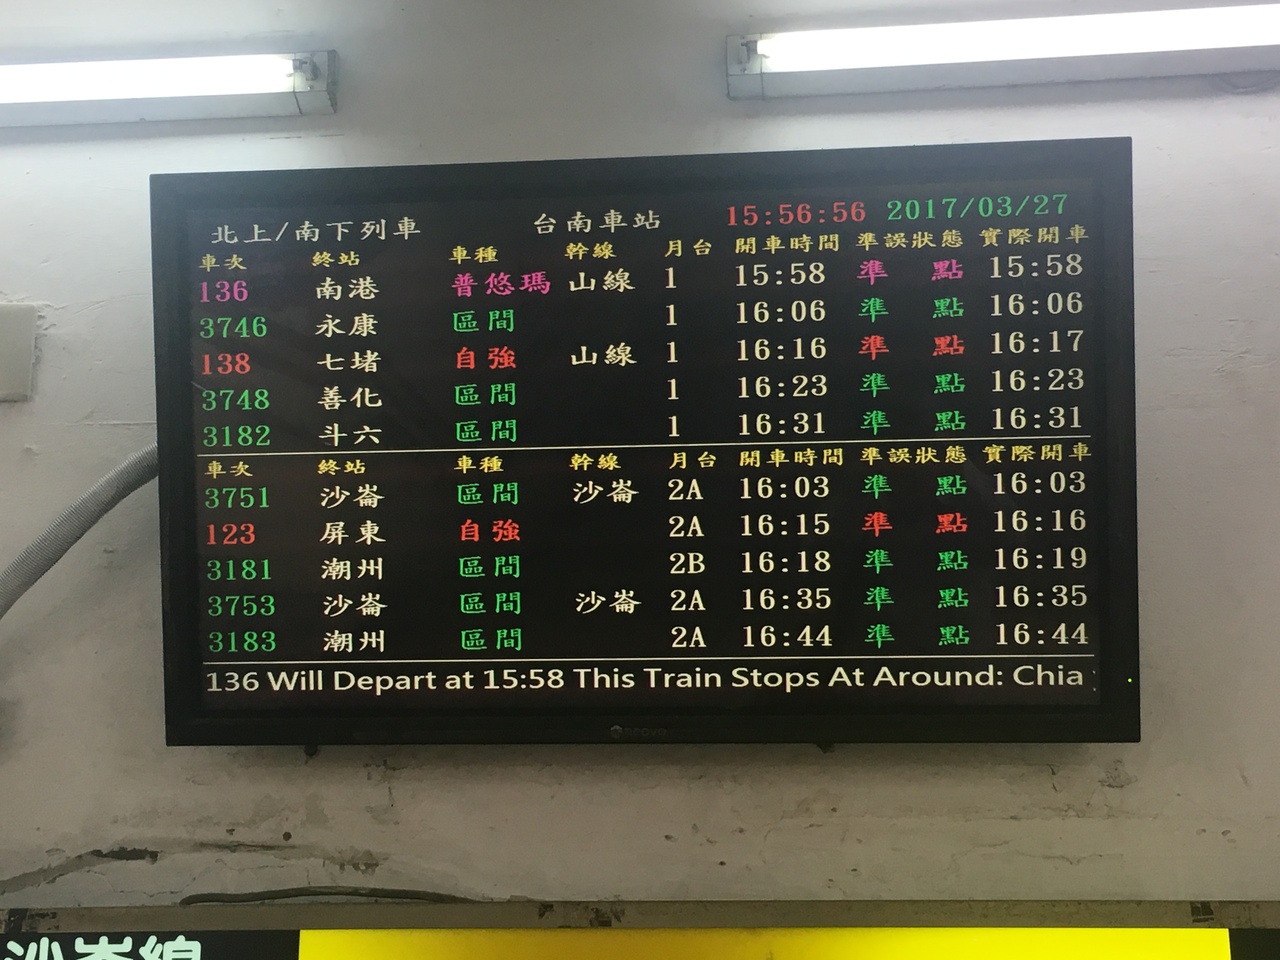 北上/南下列車 台南車站 15:56:56 2017/03/27
車次 終站 車種 幹線 月台 開車時間 準誤狀態 實際開車
136 南港 普悠瑪 山線 1 15:58 準 點 15:58
3746 永康 區間 1 16:06 準 點 16:06
138 七堵 自強 山線 1 16:16 準 點 16:17
3748 善化 區間 1 16:23 準 點 16:23
3182 斗六 區間 1 16:31 準 點 16:31
車次 終站 車種 幹線 月台 開車時間 準誤狀態 實際開車
3751 沙崙 區間 沙崙 2A 16:03 準 點 16:03
123 屏東 自強 2A 16:15 準 點 16:16
3181 潮州 區間 2B 16:18 準 點 16:19
3753 沙崙 區間 沙崙 2A 16:35 準 點 16:35
3183 潮州 區間 2A 16:44 準 點 16:44
136 Will Depart at 15:58 This Train Stops At Around: Chia
沙崙線